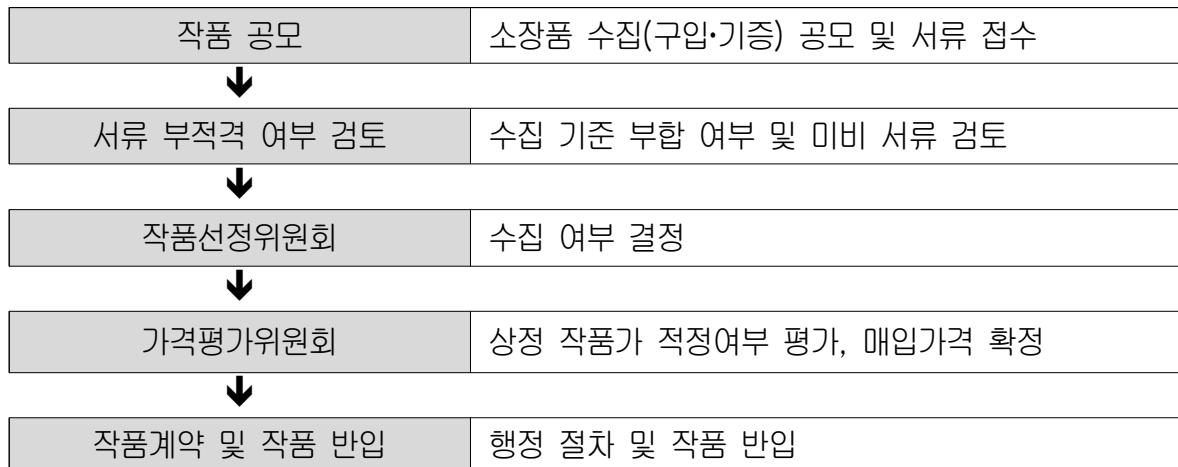 작품 공모 소장품 수집(구입•기증) 공모 및 서류 접수
🡻
서류 부적격 여부 검토 수집 기준 부합 여부 및 미비 서류 검토
🡻
작품선정위원회 수집 여부 결정
🡻
가격평가위원회 상정 작품가 적정여부 평가, 매입가격 확정
🡻
작품계약 및 작품 반입 행정 절차 및 작품 반입